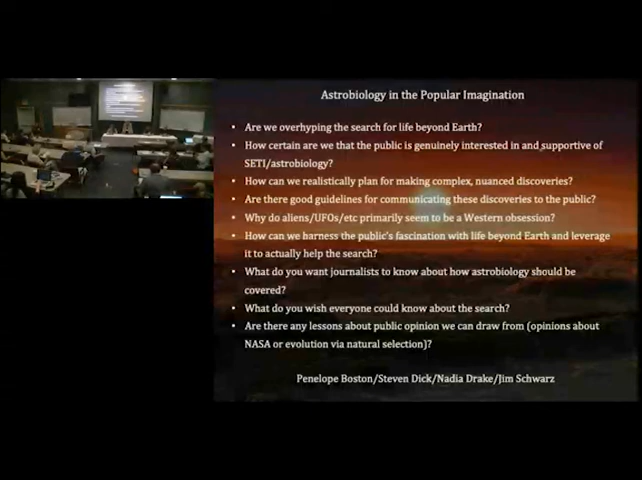 Astrobiology in the Popular Imagination
• Are we overhyping the search for life beyond Earth?
• How certain are we that the public is genuinely interested in and supportive of
SETI/astrobiology?
• How can we realistically plan for making complex, nuanced discoveries?
• Are there good guidelines for communicating these discoveries to the public?
• Why do aliens/UFOs/etc primarily seem to be a Western obsession?
• How can we harness the public's fascination with life beyond Earth and leverage
it to actually help the search?
• What do you want journalists to know about how astrobiology should be
covered?
• What do you wish everyone could know about the search?
• Are there any lessons about public opinion we can draw from (opinions about
NASA or evolution via natural selection)?
Penelope Boston/Steven Dick/Nadia Drake/Jim Schwarz